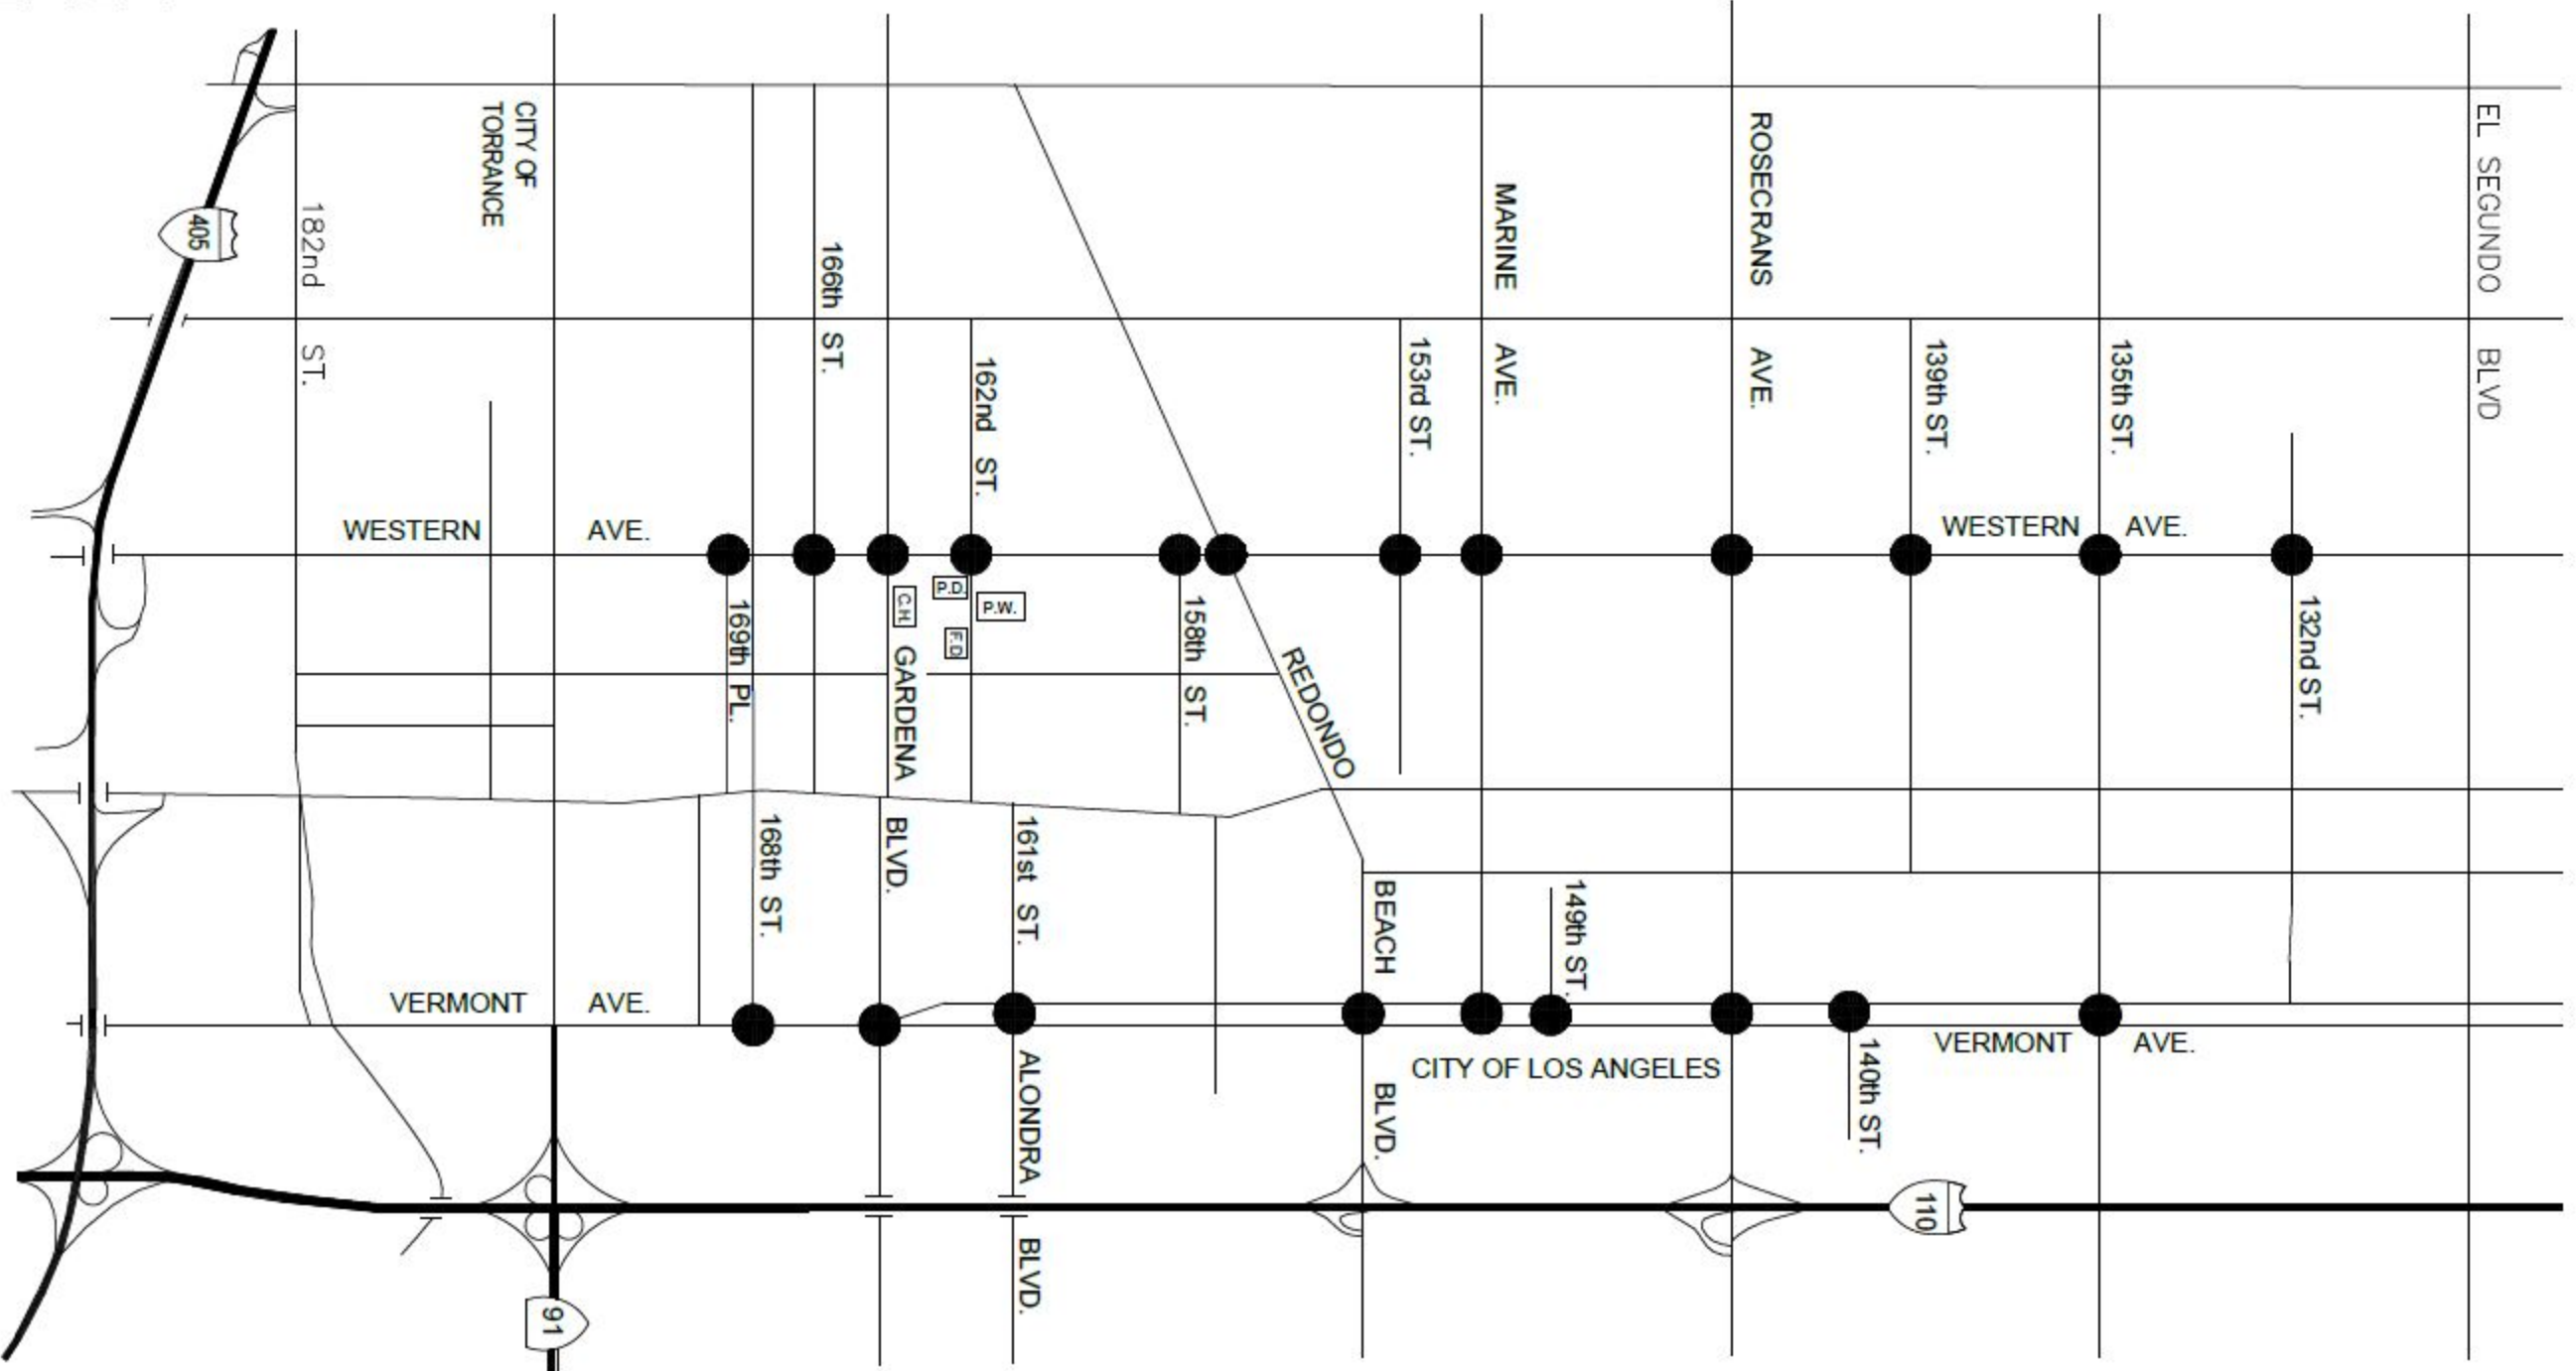 CITY OF
TORRANCE
182nd ST.
405
166th ST.
162nd ST.
MARINE AVE.
ROSECRANS AVE.
EL SEGUNDO BLVD
153rd ST.
139th ST.
135th ST.
WESTERN AVE.
WESTERN AVE.
169th PL.
C.H.
P.D.
P.W.
F.D
GARDENA BLVD.
158th ST.
REDONDO BEACH BLVD.
132nd ST.
168th ST.
161st ST.
149th ST.
VERMONT AVE.
ALONDRA BLVD.
CITY OF LOS ANGELES
140th ST.
VERMONT AVE.
110
91